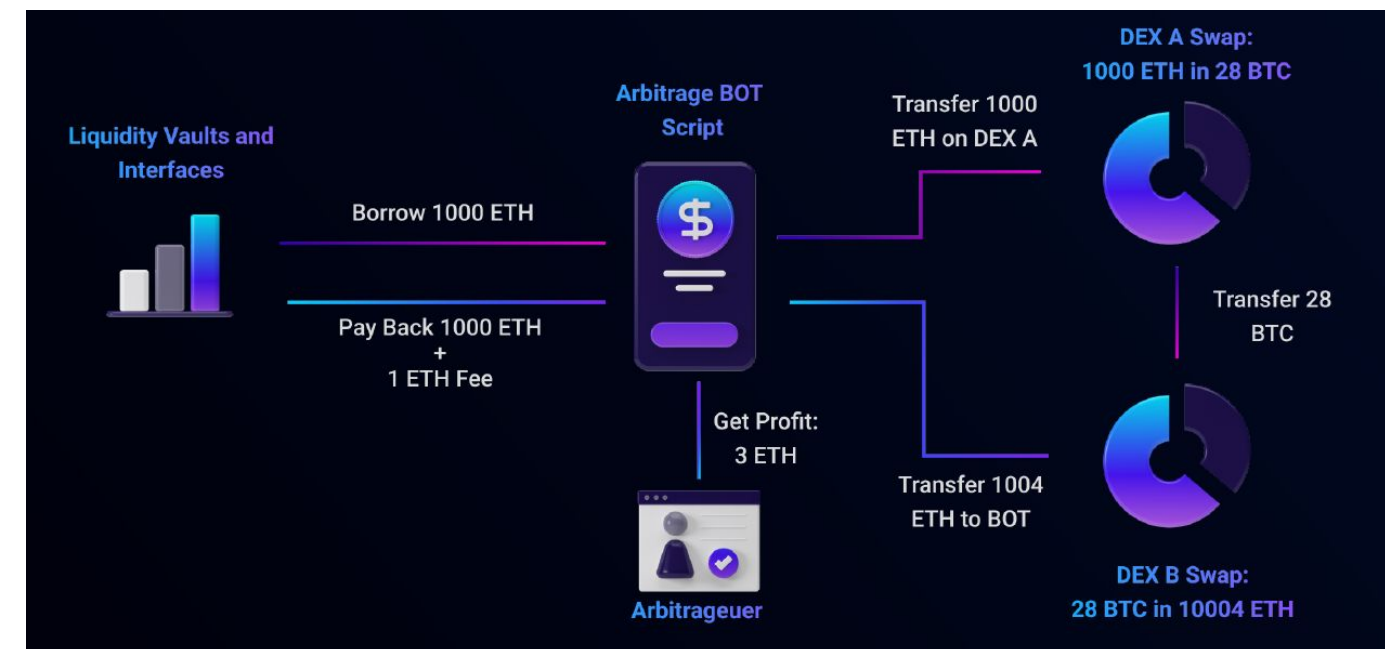 Liquidity Vaults and
Interfaces
Borrow 1000 ETH
Pay Back 1000 ETH
+
1 ETH Fee
Arbitrage BOT
Script
$
Get Profit:
3 ETH
Arbitrageuer
Transfer 1000
ETH on DEX A
DEX A Swap:
1000 ETH in 28 BTC
Transfer 28
BTC
Transfer 1004
ETH to BOT
DEX B Swap:
28 BTC in 10004 ETH